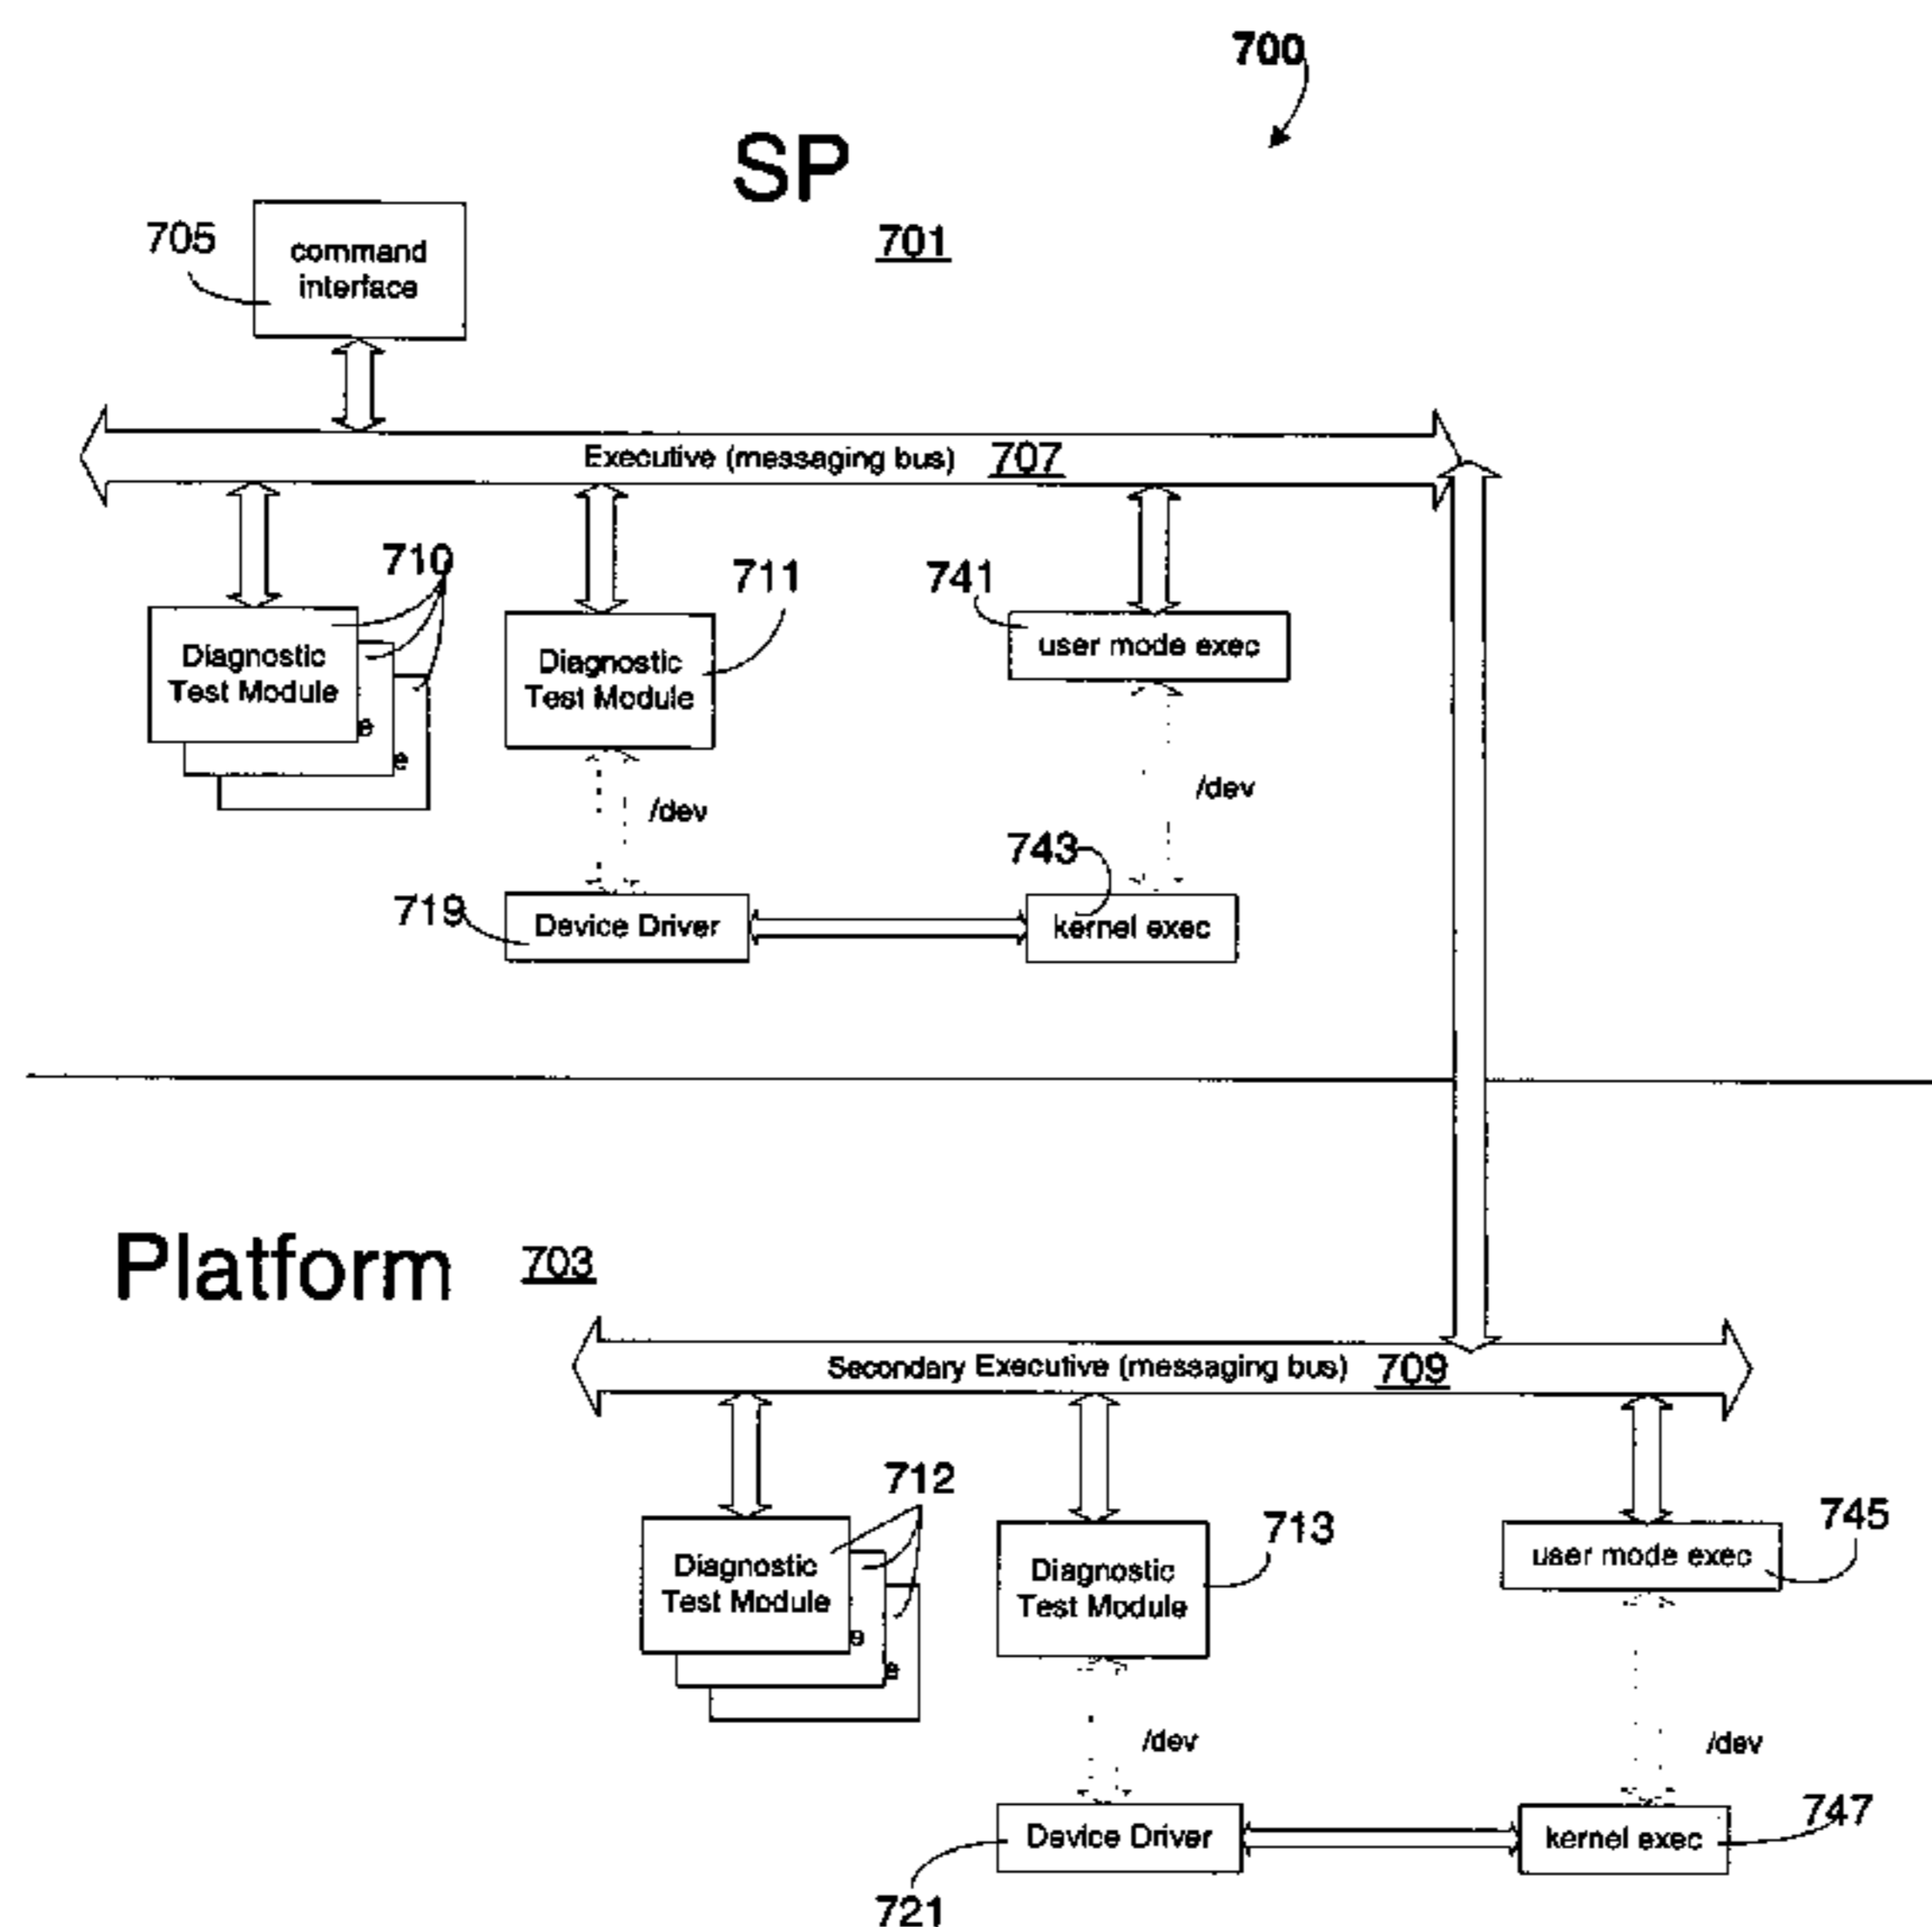 700
SP
701
705
command
interface
Executive (messaging bus) 707
710
711
741
Diagnostic
Test Module
e
e
Diagnostic
Test Module
user mode exec
/dev
/dev
743
719
Device Driver
kernel exec
Platform 703
Secondary Executive (messaging bus) 709
712
713
745
Diagnostic
Test Module
e
e
Diagnostic
Test Module
user mode exec
/dev
/dev
747
Device Driver
kernel exec
721